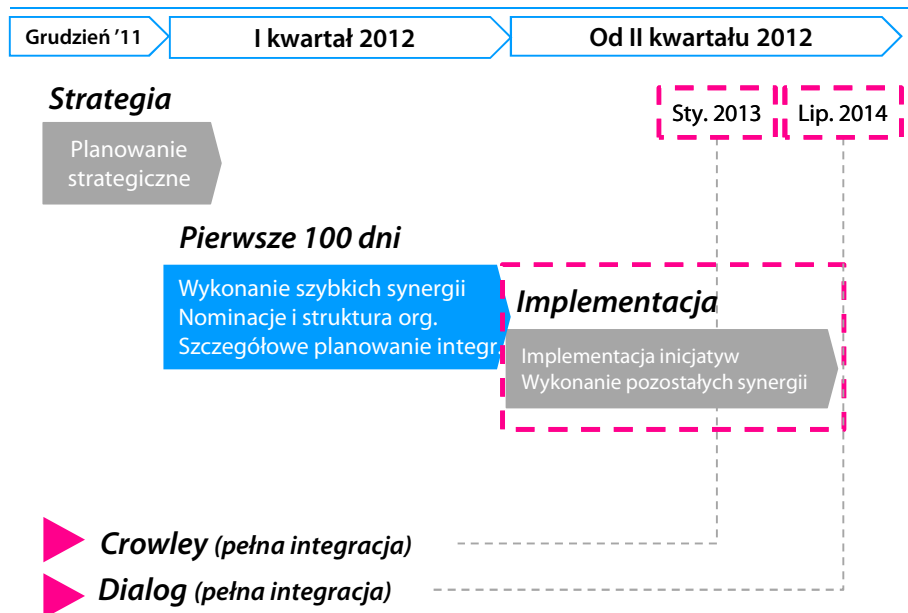 Grudzień ’11
I kwartał 2012
Od II kwartału 2012
Strategia
Sty. 2013
Lip. 2014
Planowanie
strategiczne
Pierwsze 100 dni
Wykonanie szybkich synergii
Nominacje i struktura org.
Szczegółowe planowanie integr.
Implementacja
Implementacja inicjatyw
Wykonanie pozostałych synergii
Crowley (pełna integracja)
Dialog (pełna integracja)